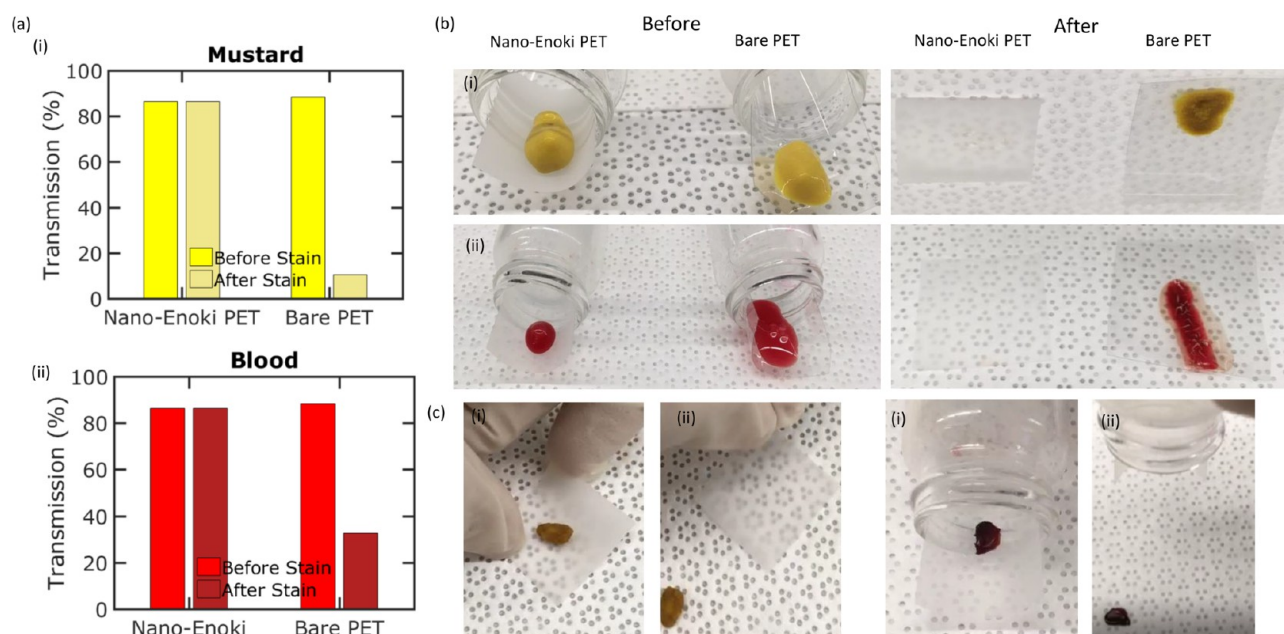 (a)
(i)
Mustard
Transmission (%)
100
80
60
40
20
0
Before Stain
After Stain
Nano-Enoki PET
Bare PET
(ii)
Blood
Transmission (%)
100
80
60
40
20
0
Before Stain
After Stain
Nano-Enoki
Bare PET
(b)
Before
After
Nano-Enoki PET
Bare PET
Nano-Enoki PET
Bare PET
(i)
(ii)
(c)
(i)
(ii)
(i)
(ii)